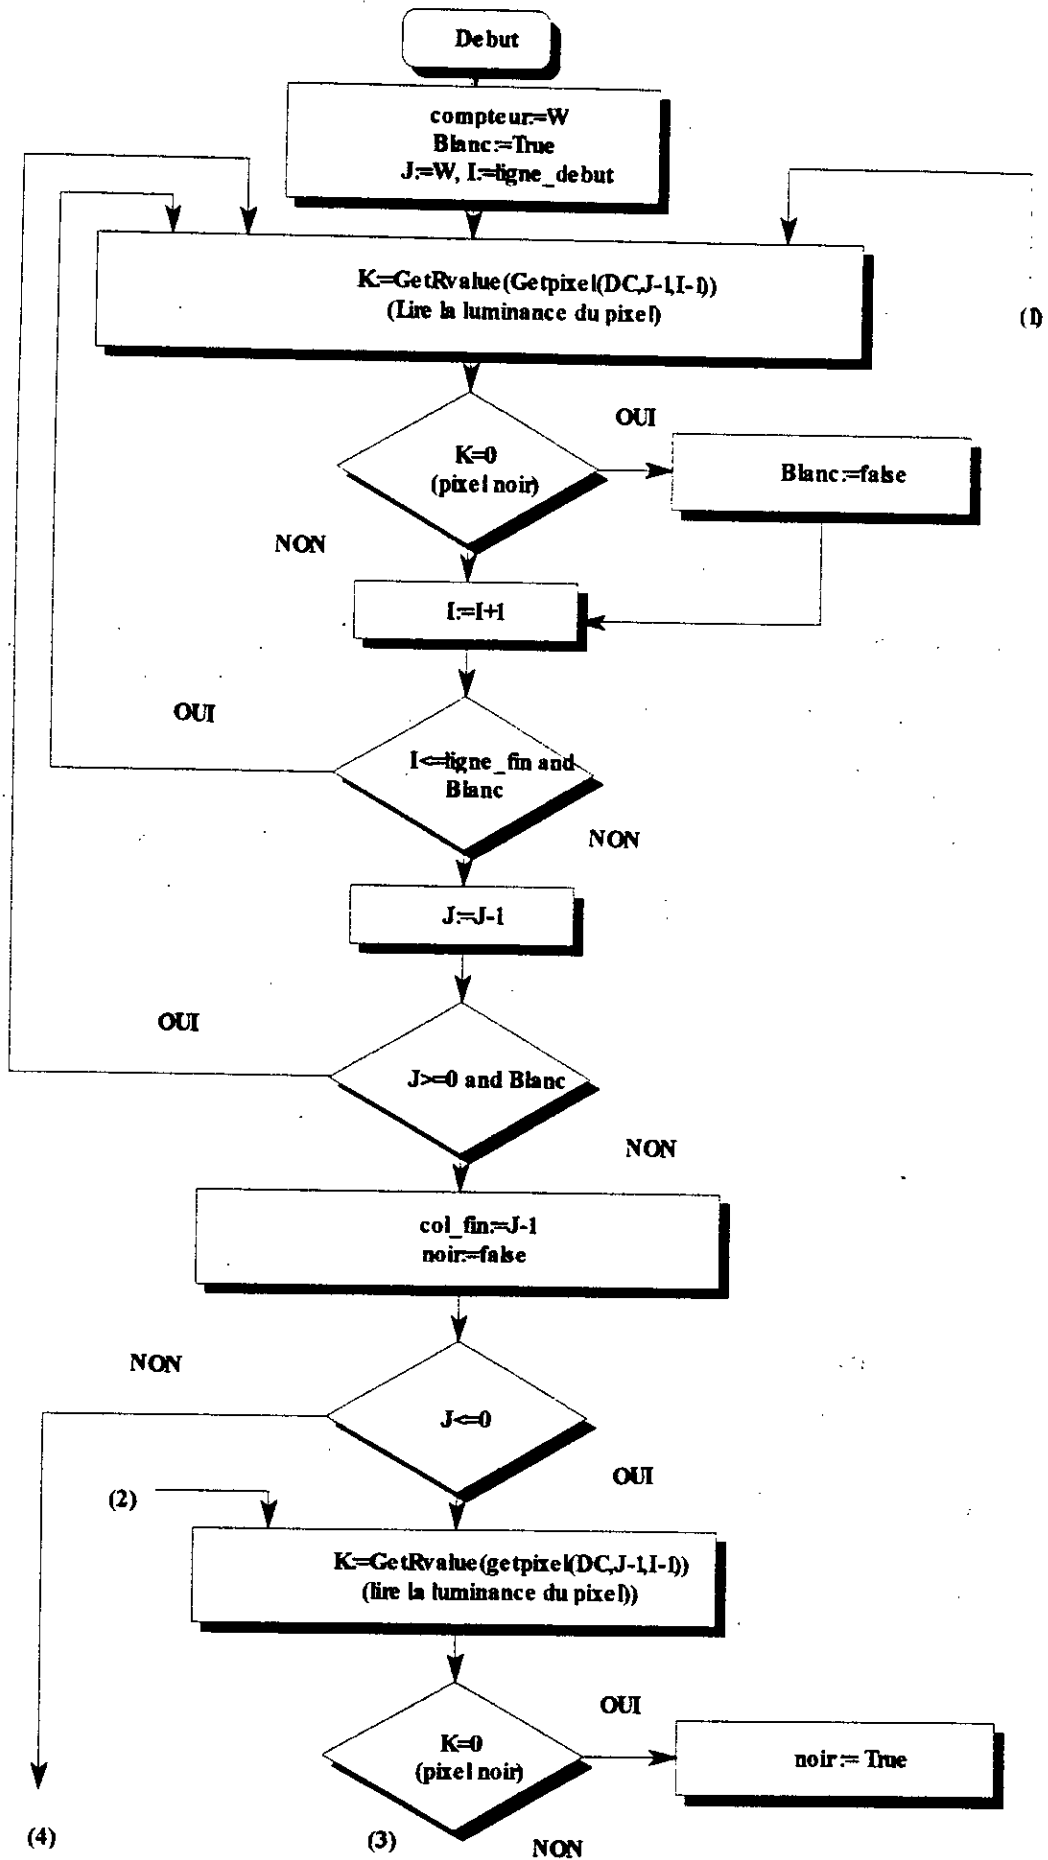 Debut
compteur:=W
Blanc:=True
J:=W, I:=ligne_debut
K:=GetRvalue(Getpixel(DC,J-1,I-1))
(Lire la luminance du pixel)
(1)
OUI
K=0
(pixel noir)
Blanc:=false
NON
I:=I+1
OUI
I<=ligne_fin and
Blanc
NON
J:=J-1
OUI
J>=0 and Blanc
NON
col_fin:=J-1
noir:=false
NON
J<=0
OUI
(2)
K:=GetRvalue(getpixel(DC,J-1,I-1))
(lire la luminance du pixel))
OUI
K=0
(pixel noir)
noir := True
(4)
(3)
NON